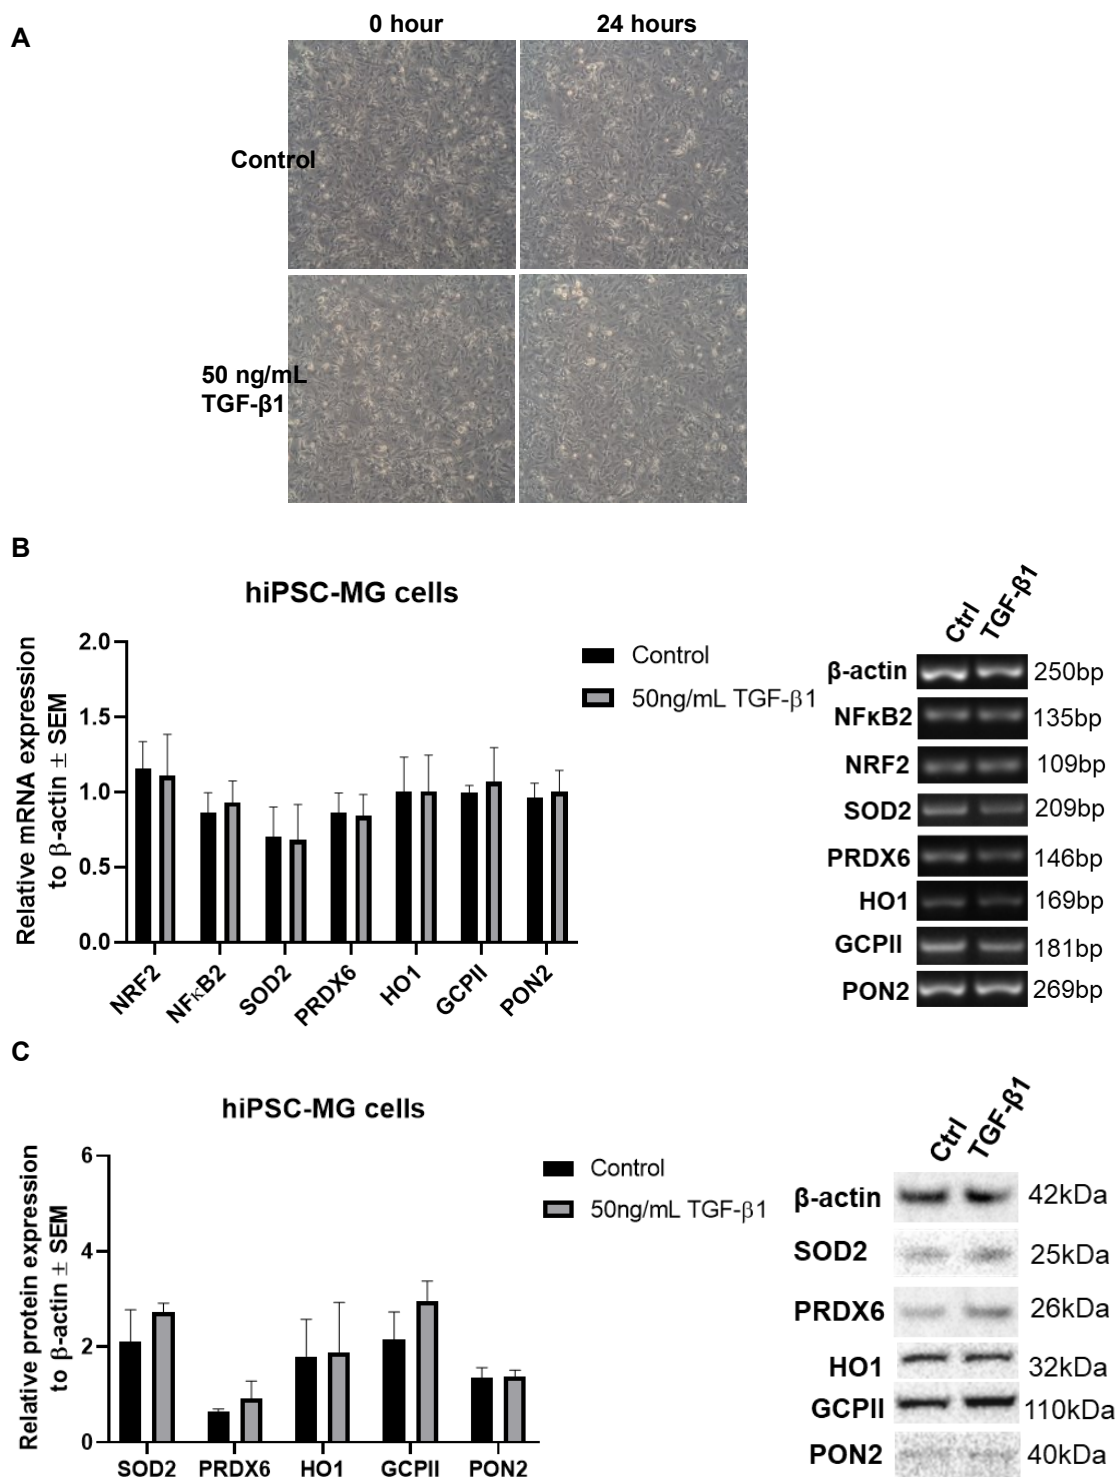 A
0 hour
24 hours
Control
50 ng/mL
TGF-β1
B
hiPSC-MG cells
Relative mRNA expression
to β-actin ± SEM
2.0
1.5
1.0
0.5
0.0
NRF2
NFκB2
SOD2
PRDX6
HO1
GCPII
PON2
Control
50ng/mL TGF-β1
Ctrl
TGF-β1
β-actin 250bp
NFκB2 135bp
NRF2 109bp
SOD2 209bp
PRDX6 146bp
HO1 169bp
GCPII 181bp
PON2 269bp
C
hiPSC-MG cells
Relative protein expression
to β-actin ± SEM
6
4
2
0
SOD2
PRDX6
HO1
GCPII
PON2
Control
50ng/mL TGF-β1
Ctrl
TGF-β1
β-actin 42kDa
SOD2 25kDa
PRDX6 26kDa
HO1 32kDa
GCPII 110kDa
PON2 40kDa